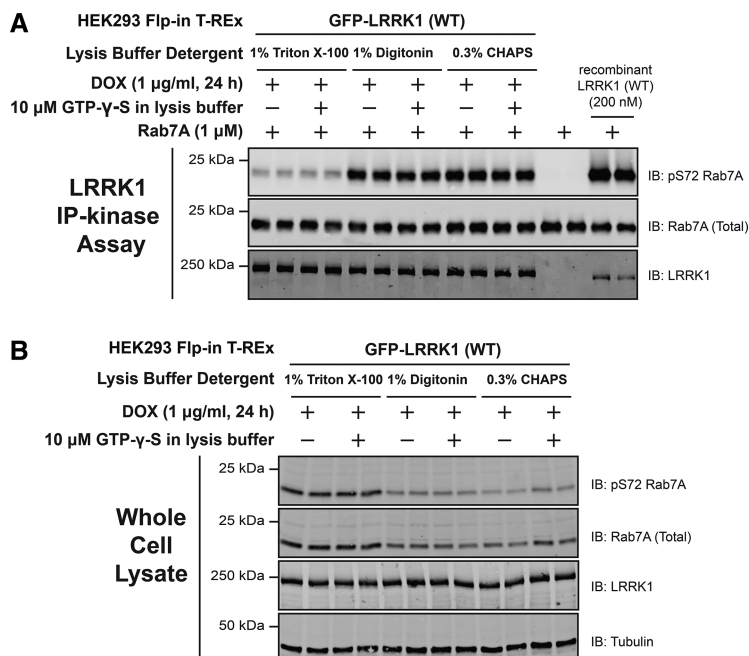 A
HEK293 Flp-in T-REx
GFP-LRRK1 (WT)
Lysis Buffer Detergent
1% Triton X-100 1% Digitonin 0.3% CHAPS
recombinant
LRRK1 (WT)
(200 nM)
DOX (1 µg/ml, 24 h) + + + + + +
10 µM GTP-γ-S in lysis buffer − + − + − +
Rab7A (1 µM) + + + + + + + +
LRRK1
IP-kinase
Assay
25 kDa
IB: pS72 Rab7A
25 kDa
IB: Rab7A (Total)
250 kDa
IB: LRRK1
B
HEK293 Flp-in T-REx
GFP-LRRK1 (WT)
Lysis Buffer Detergent
1% Triton X-100 1% Digitonin 0.3% CHAPS
DOX (1 µg/ml, 24 h) + + + + + +
10 µM GTP-γ-S in lysis buffer − + − + − +
Whole
Cell
Lysate
25 kDa
IB: pS72 Rab7A
25 kDa
IB: Rab7A (Total)
250 kDa
IB: LRRK1
50 kDa
IB: Tubulin